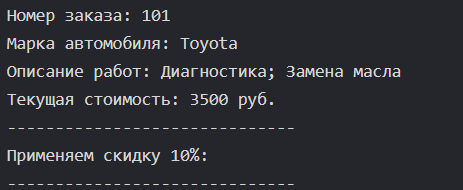 Номер заказа: 101
Марка автомобиля: Toyota
Описание работ: Диагностика; Замена масла
Текущая стоимость: 3500 руб.
------------------------------
Применяем скидку 10%:
------------------------------